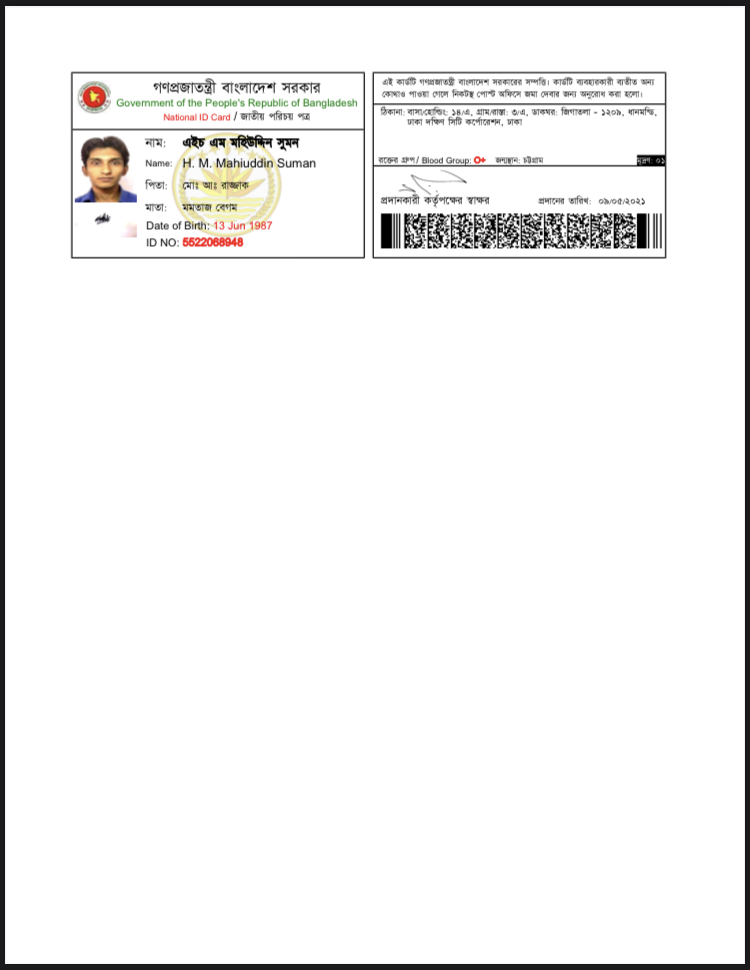 গণপ্রজাতন্ত্রী বাংলাদেশ সরকার
Government of the People's Republic of Bangladesh
National ID Card / জাতীয় পরিচয় পত্র
নাম: এইচ এম মহিউদ্দিন সুমন
Name: H. M. Mahiuddin Suman
পিতা: মোঃ আঃ রাজ্জাক
মাতা: মমতাজ বেগম
Date of Birth: 13 Jun 1987
ID NO: 5522068948
এই কার্ডটি গণপ্রজাতন্ত্রী বাংলাদেশ সরকারের সম্পত্তি। কার্ডটি ব্যবহারকারী ব্যতীত অন্য
কোথাও পাওয়া গেলে নিকটস্থ পোস্ট অফিসে জমা দেবার জন্য অনুরোধ করা হলো।
ঠিকানা: বাসা/হোল্ডিং: ১৪/এ, গ্রাম/রাস্তা: ৩/এ, ডাকঘর: জিগাতলা - ১২০৯, ধানমন্ডি,
ঢাকা দক্ষিণ সিটি কর্পোরেশন, ঢাকা
রক্তের গ্রুপ / Blood Group: O+ জন্মস্থান: চট্টগ্রাম মুদ্রণ: ০১
প্রদানকারী কর্তৃপক্ষের স্বাক্ষর প্রদানের তারিখ: ০৯/০৫/২০২১